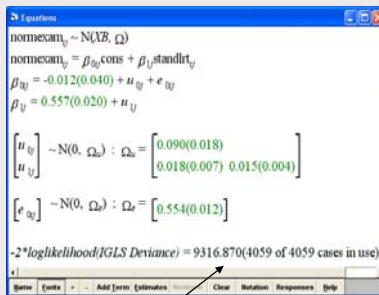 Equations
normexam_ij ~ N(XB, Ω)
normexam_ij = β_0ij cons + β_1j standlrt_ij
β_0ij = -0.012(0.040) + u_0j + e_0ij
β_1j = 0.557(0.020) + u_1j
[u_0j u_1j] ~ N(0, Ω_u) : Ω_u = [0.090(0.018)
0.018(0.007) 0.015(0.004)]
[e_0ij] ~ N(0, Ω_e) : Ω_e = [0.554(0.012)]
-2*loglikelihood(IGLS Deviance) = 9316.870(4059 of 4059 cases in use)
Name Fonts + - Add Term Estimates Clear Notation Responses Help